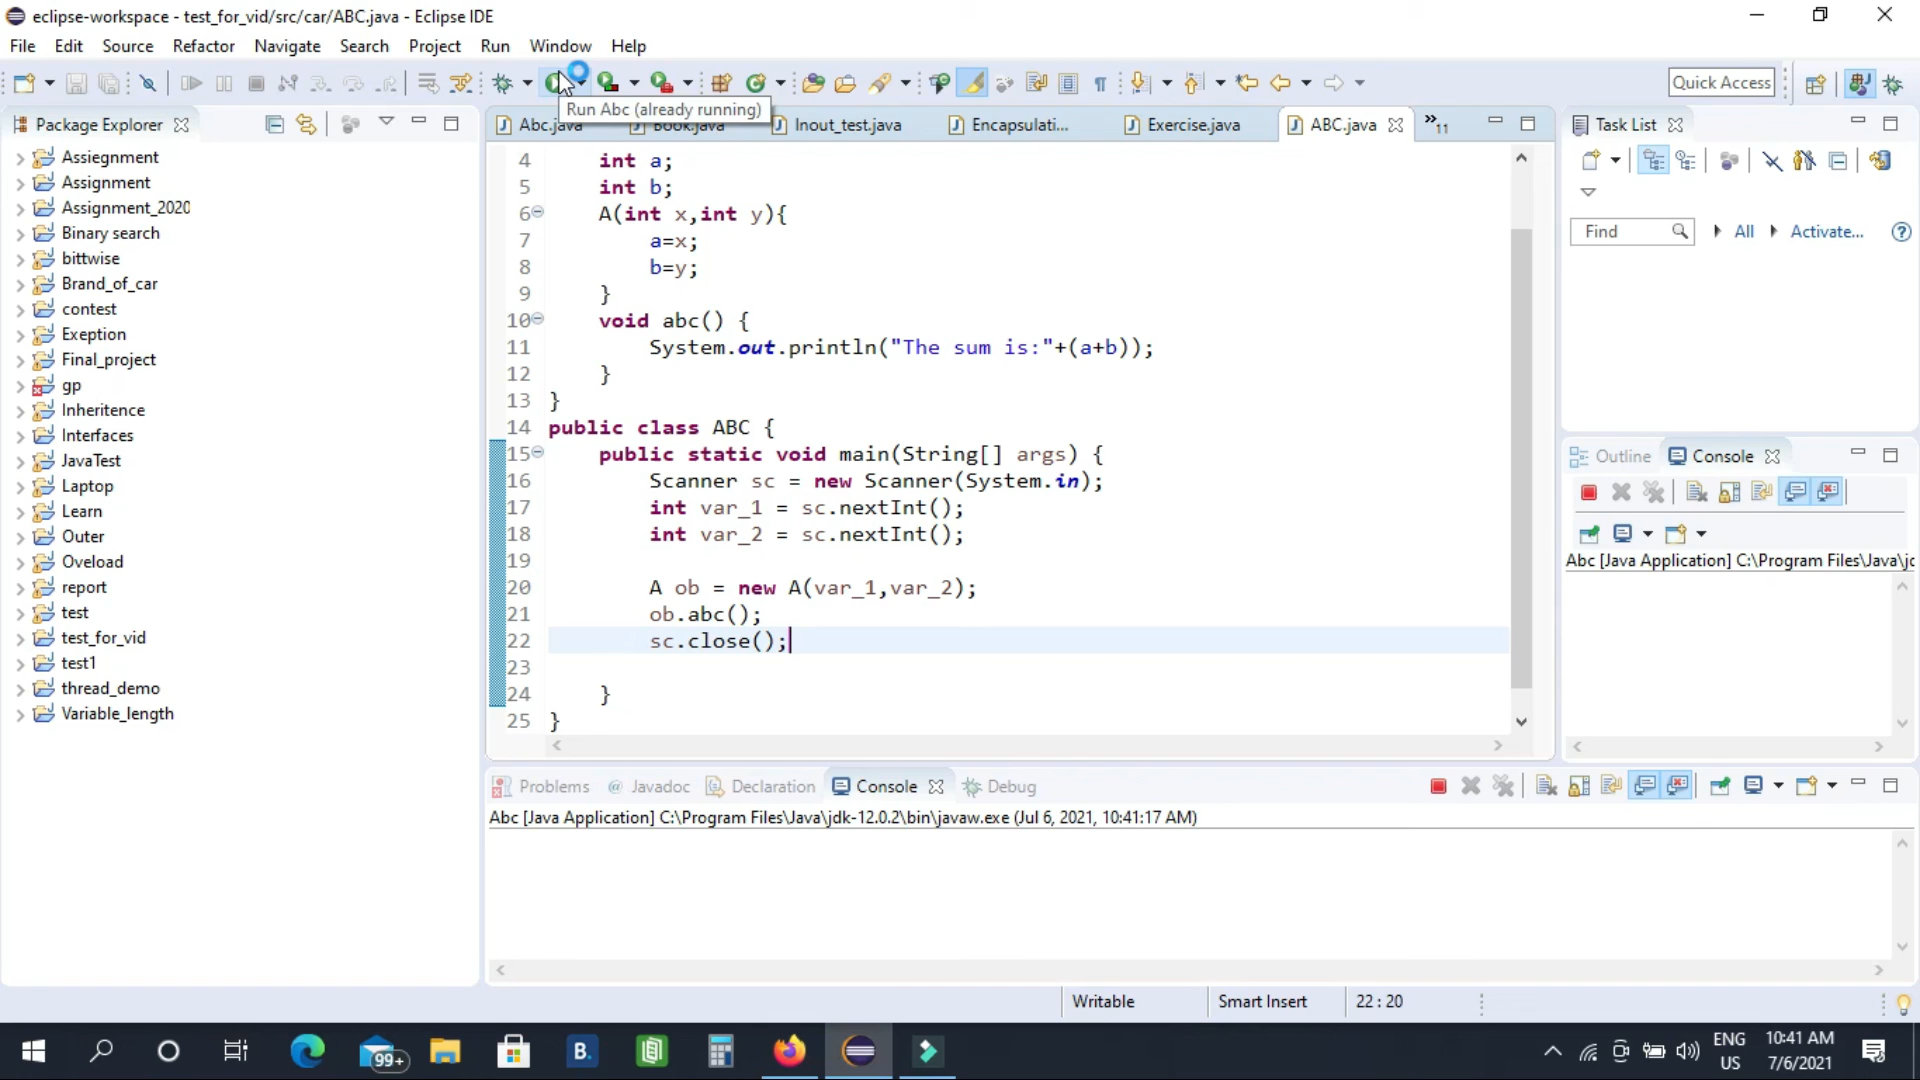 eclipse-workspace - test_for_vid/src/car/ABC.java - Eclipse IDE
File Edit Source Refactor Navigate Search Project Run Window Help
Quick Access
Run Abc (already running)
Package Explorer
Assiegnment
Assignment
Assignment_2020
Binary search
bittwise
Brand_of_car
contest
Exeption
Final_project
gp
Inheritence
Interfaces
JavaTest
Laptop
Learn
Outer
Oveload
report
test
test_for_vid
test1
thread_demo
Variable_length
Abc.java Book.java Inout_test.java Encapsulati... Exercise.java ABC.java »11
4 int a;
5 int b;
6 A(int x,int y){
7 a=x;
8 b=y;
9 }
10 void abc() {
11 System.out.println("The sum is:"+(a+b));
12 }
13 }
14 public class ABC {
15 public static void main(String[] args) {
16 Scanner sc = new Scanner(System.in);
17 int var_1 = sc.nextInt();
18 int var_2 = sc.nextInt();
19
20 A ob = new A(var_1,var_2);
21 ob.abc();
22 sc.close();
23
24 }
25 }
Task List
Find All Activate...
Outline Console
Abc [Java Application] C:\Program Files\Java\jc
Problems @ Javadoc Declaration Console Debug
Abc [Java Application] C:\Program Files\Java\jdk-12.0.2\bin\javaw.exe (Jul 6, 2021, 10:41:17 AM)
Writable Smart Insert 22 : 20
99+ B. ENG US 10:41 AM 7/6/2021